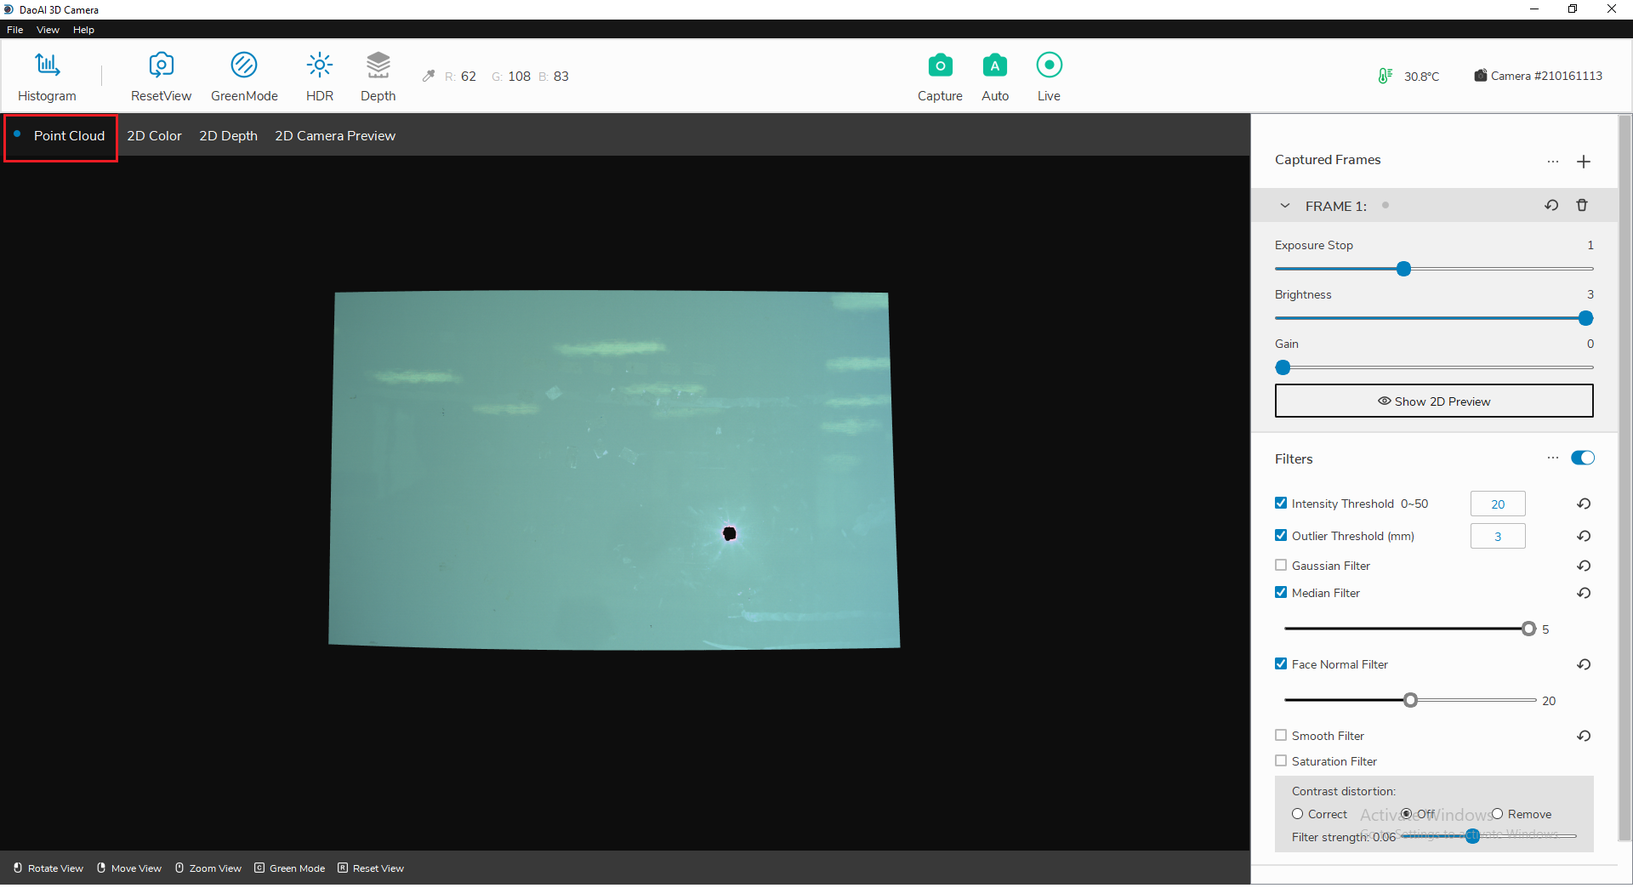 DaoAI 3D Camera
File View Help
Histogram ResetView GreenMode HDR Depth R: 62 G: 108 B: 83 Capture Auto Live 30.8°C Camera #210161113
Point Cloud 2D Color 2D Depth 2D Camera Preview
Captured Frames
FRAME 1:
Exposure Stop 1
Brightness 3
Gain 0
Show 2D Preview
Filters
Intensity Threshold 0~50 20
Outlier Threshold (mm) 3
Gaussian Filter
Median Filter
5
Face Normal Filter
20
Smooth Filter
Saturation Filter
Contrast distortion:
Correct Off Remove
Activate Windows
Filter strength: 0.06
Go to Settings to activate Windows.
Rotate View Move View Zoom View C Green Mode R Reset View